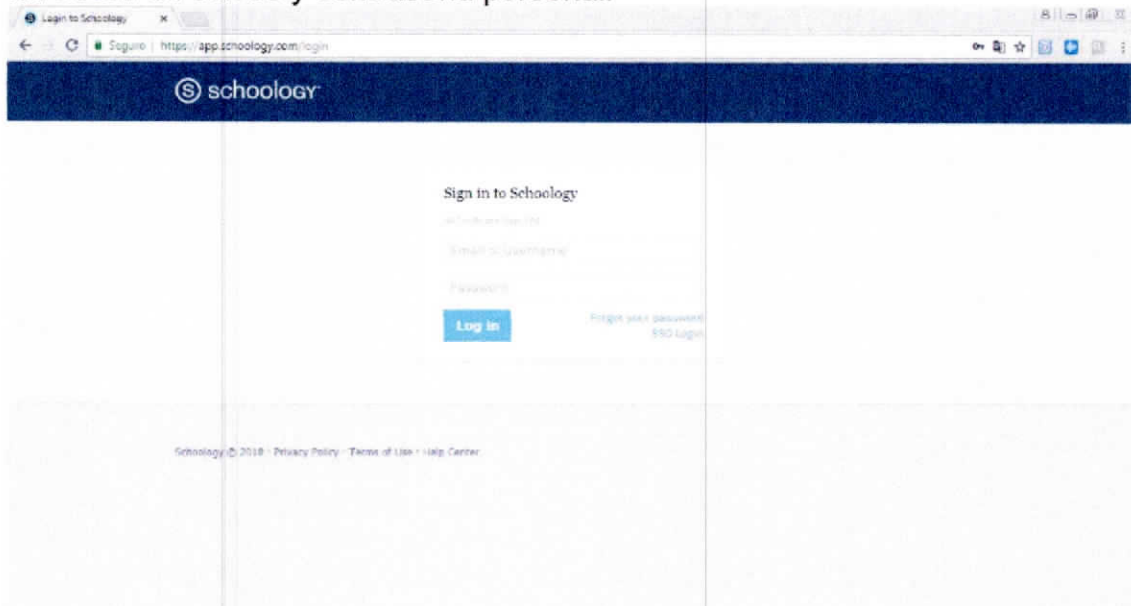 Login to Schoology
Seguro | https://app.schoology.com/login
schoology
Sign in to Schoology
Email or Username
Password
Log in
Forgot your password
SSO Login
Schoology © 2018 · Privacy Policy · Terms of Use · Help Center